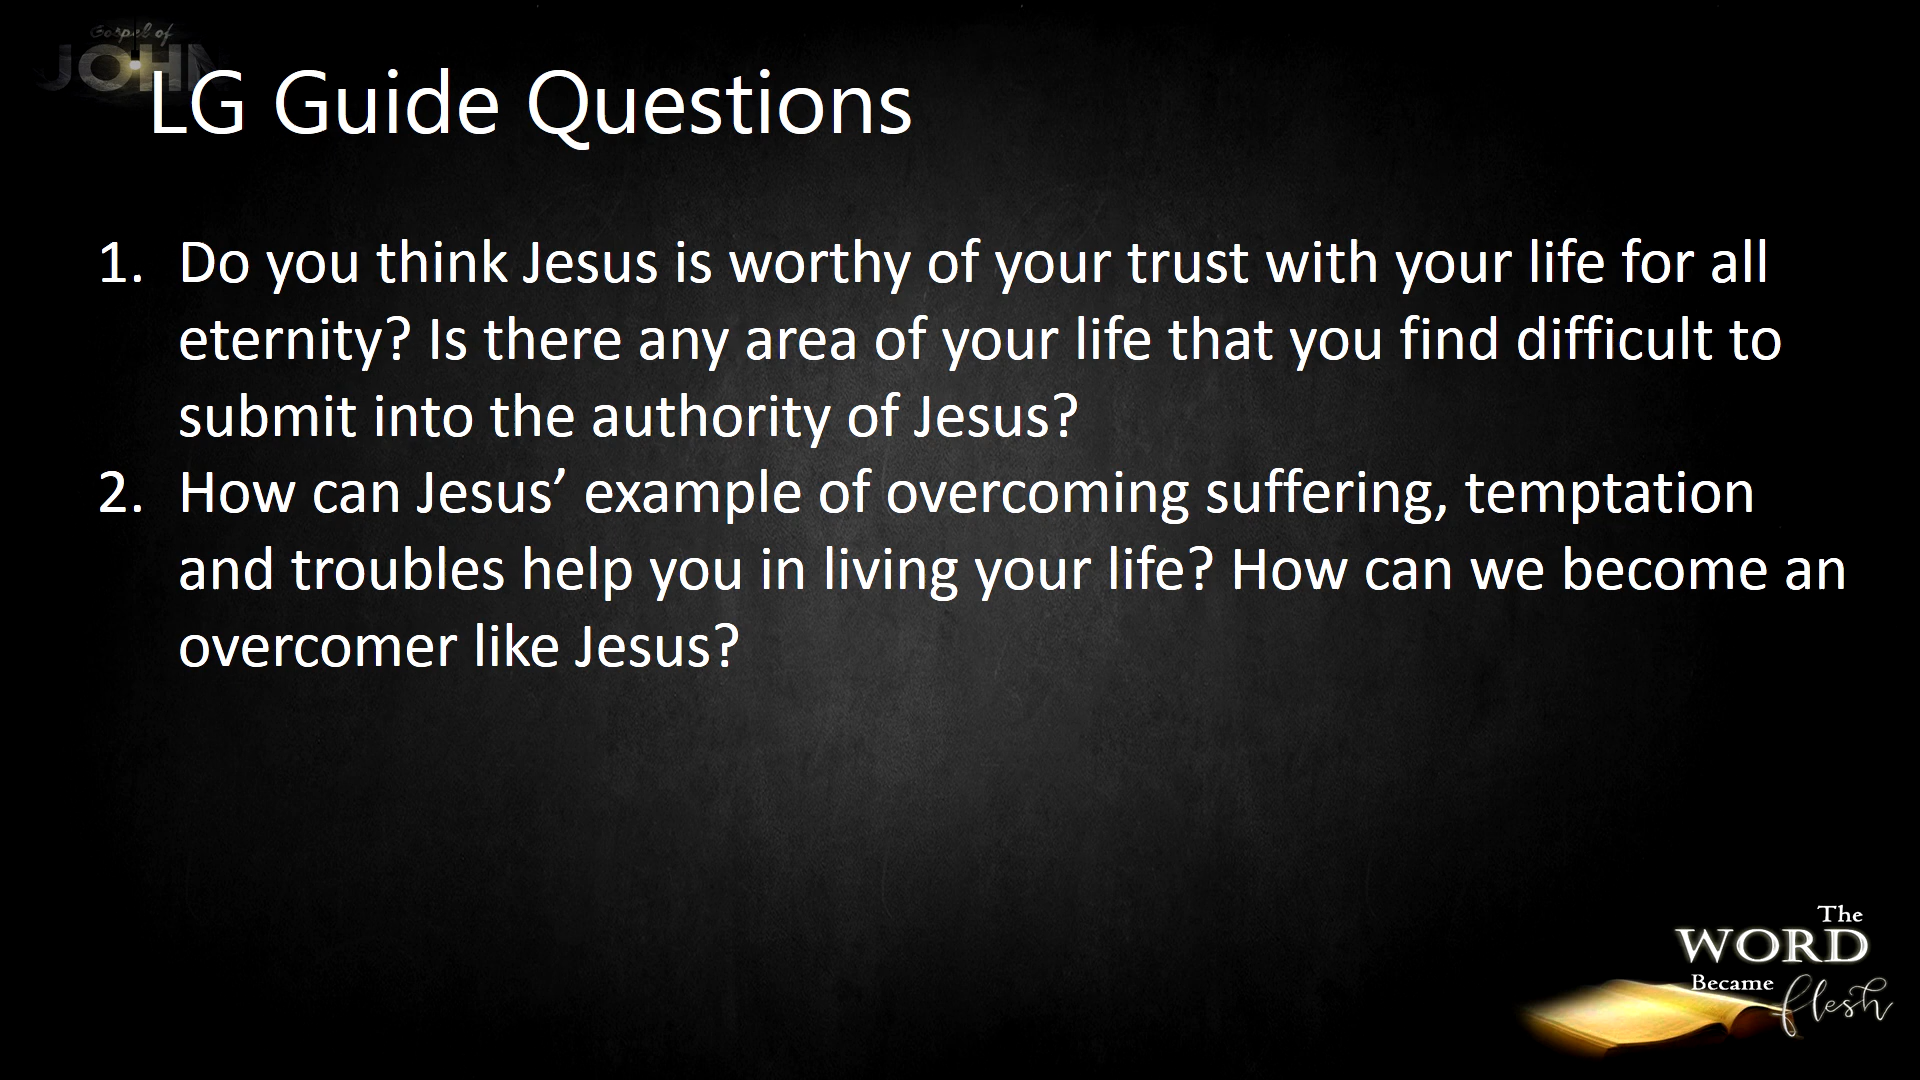 Gospel of
JOHN
LG Guide Questions
1. Do you think Jesus is worthy of your trust with your life for all
eternity? Is there any area of your life that you find difficult to
submit into the authority of Jesus?
2. How can Jesus’ example of overcoming suffering, temptation
and troubles help you in living your life? How can we become an
overcomer like Jesus?
The
WORD
Became
flesh